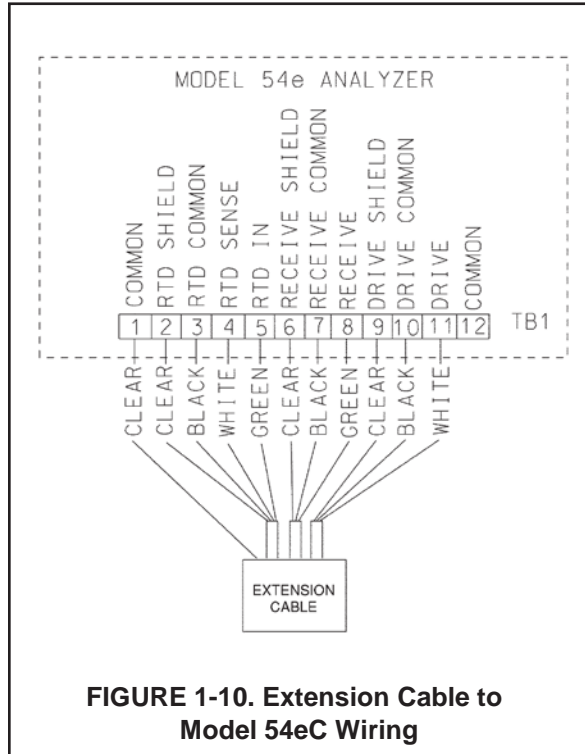 MODEL 54e ANALYZER
COMMON
RTD SHIELD
RTD COMMON
RTD SENSE
RTD IN
RECEIVE SHIELD
RECEIVE COMMON
RECEIVE
DRIVE SHIELD
DRIVE COMMON
DRIVE
COMMON
1 2 3 4 5 6 7 8 9 10 11 12 TB1
CLEAR
CLEAR
BLACK
WHITE
GREEN
CLEAR
BLACK
GREEN
CLEAR
BLACK
WHITE
EXTENSION
CABLE
FIGURE 1-10. Extension Cable to
Model 54eC Wiring